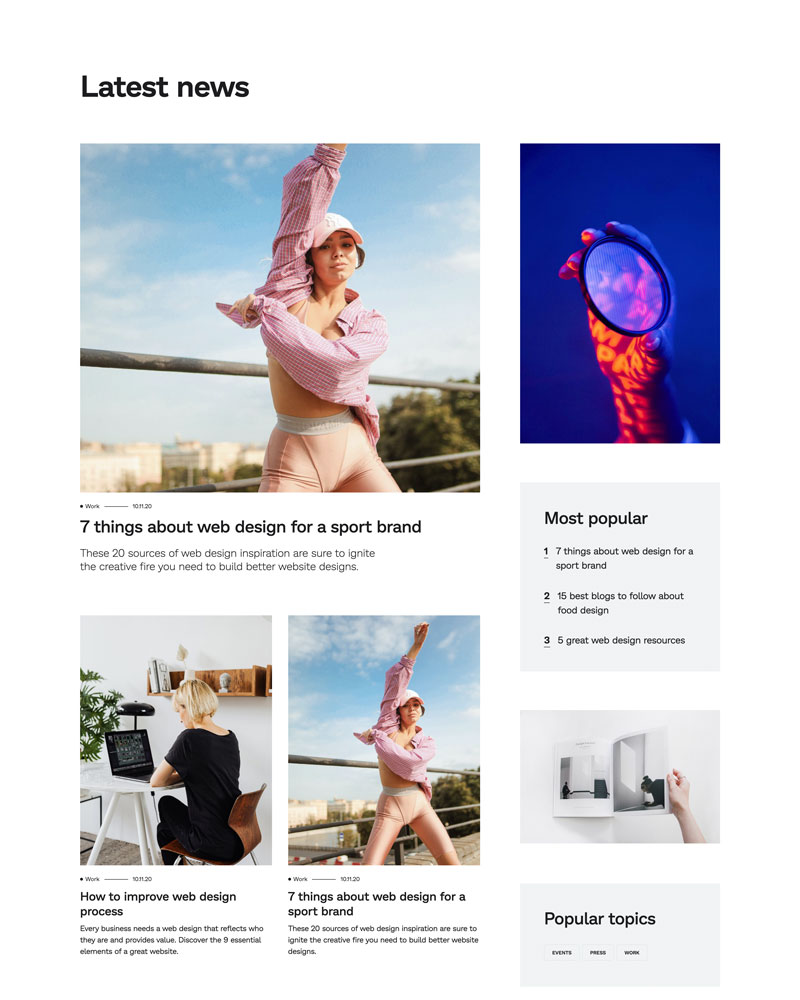 Latest news
Work 10.11.20
7 things about web design for a sport brand
These 20 sources of web design inspiration are sure to ignite
the creative fire you need to build better website designs.
Work 10.11.20
How to improve web design
process
Every business needs a web design that reflects who
they are and provides value. Discover the 9 essential
elements of a great website.
Work 10.11.20
7 things about web design for a
sport brand
These 20 sources of web design inspiration are sure to
ignite the creative fire you need to build better website
designs.
Most popular
1 7 things about web design for a
sport brand
2 15 best blogs to follow about
food design
3 5 great web design resources
Popular topics
EVENTS PRESS WORK